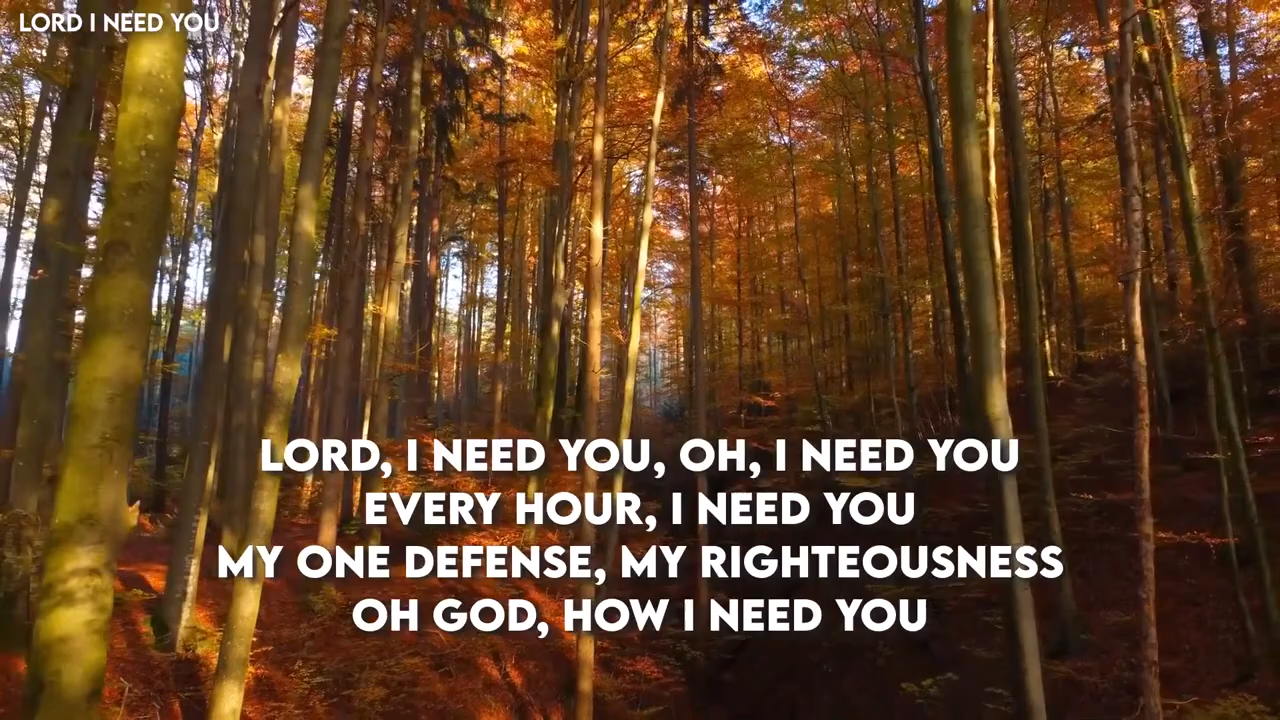 LORD I NEED YOU
LORD, I NEED YOU, OH, I NEED YOU
EVERY HOUR, I NEED YOU
MY ONE DEFENSE, MY RIGHTEOUSNESS
OH GOD, HOW I NEED YOU